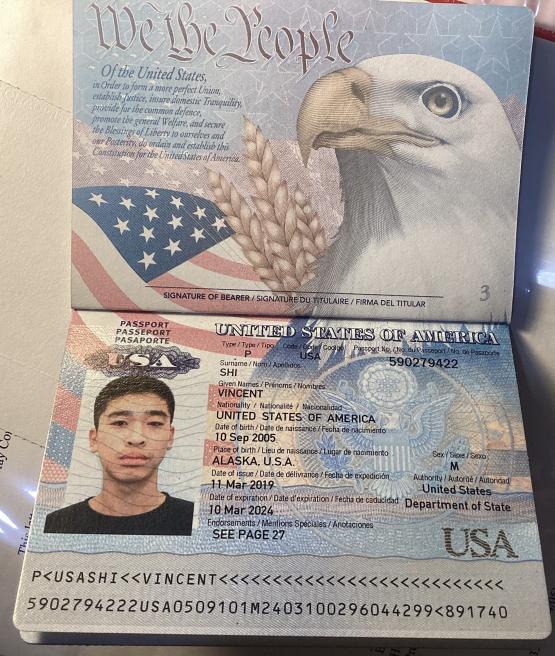 We the People
Of the United States,
in Order to form a more perfect Union,
establish Justice, insure domestic Tranquility,
provide for the common defence,
promote the general Welfare, and secure
the Blessings of Liberty to ourselves and
our Posterity, do ordain and establish this
Constitution for the United States of America.
SIGNATURE OF BEARER / SIGNATURE DU TITULAIRE / FIRMA DEL TITULAR
3
PASSPORT
PASSEPORT
PASAPORTE
USA
UNITED STATES OF AMERICA
Type / Type / Tipo Code / Code / Codigo Passport No. / No. du Passeport / No. de Pasaporte
P USA 590279422
Surname / Nom / Apellidos
SHI
Given Names / Prénoms / Nombres
VINCENT
Nationality / Nationalité / Nacionalidad
UNITED STATES OF AMERICA
Date of birth / Date de naissance / Fecha de nacimiento
10 Sep 2005
Place of birth / Lieu de naissance / Lugar de nacimiento Sex / Sexe / Sexo
ALASKA, U.S.A. M
Date of issue / Date de délivrance / Fecha de expedición Authority / Autorité / Autoridad
11 Mar 2019 United States
Date of expiration / Date d'expiration / Fecha de caducidad Department of State
10 Mar 2024
Endorsements / Mentions Spéciales / Anotaciones
SEE PAGE 27
USA
P<USASHI<<VINCENT<<<<<<<<<<<<<<<<<<<<<<<<<<<
5902794222USA0509101M2403100296044299<891740